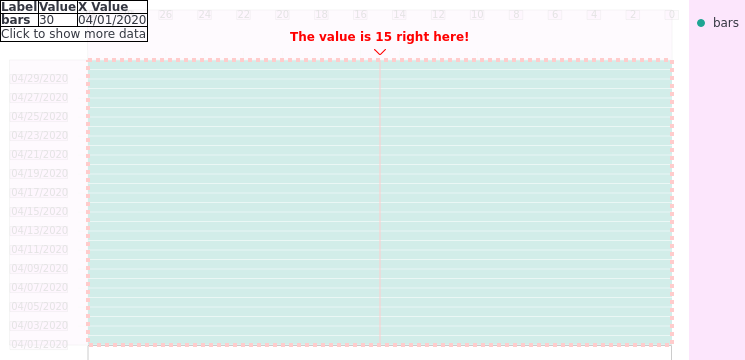 Label Value X Value
bars 30 04/01/2020
Click to show more data
26 24 22 20 18 16 14 12 10 8 6 4 2 0
The value is 15 right here!
bars
04/29/2020
04/27/2020
04/25/2020
04/23/2020
04/21/2020
04/19/2020
04/17/2020
04/15/2020
04/13/2020
04/11/2020
04/09/2020
04/07/2020
04/05/2020
04/03/2020
04/01/2020